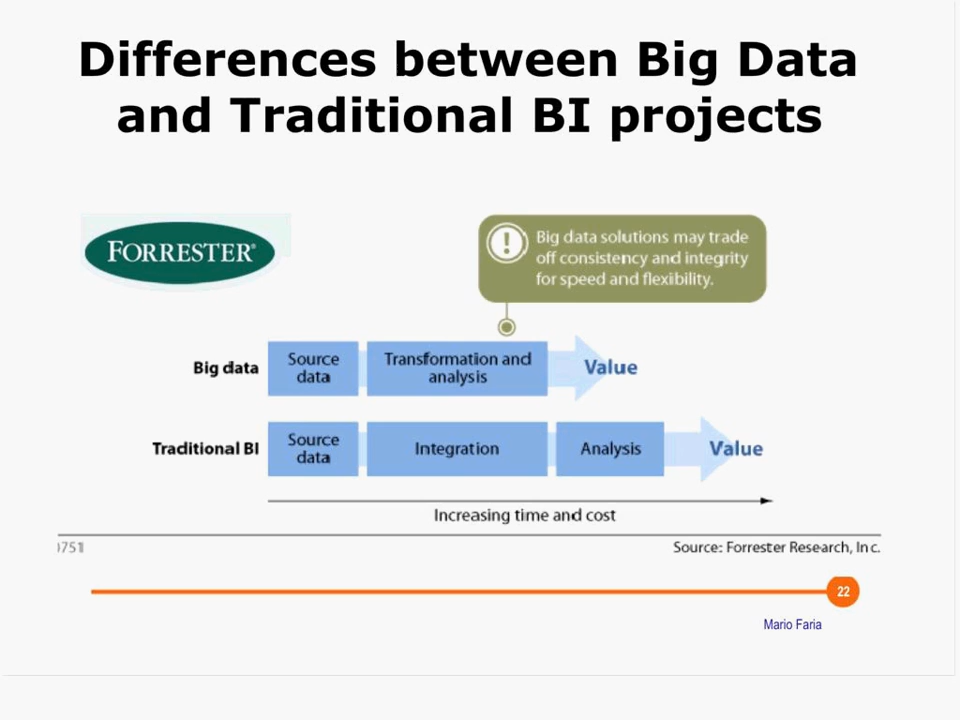 Differences between Big Data
and Traditional BI projects
FORRESTER®
Big data solutions may trade
off consistency and integrity
for speed and flexibility.
Big data
Source
data
Transformation and
analysis
Value
Traditional BI
Source
data
Integration
Analysis
Value
Increasing time and cost
0751
Source: Forrester Research, Inc.
22
Mario Faria